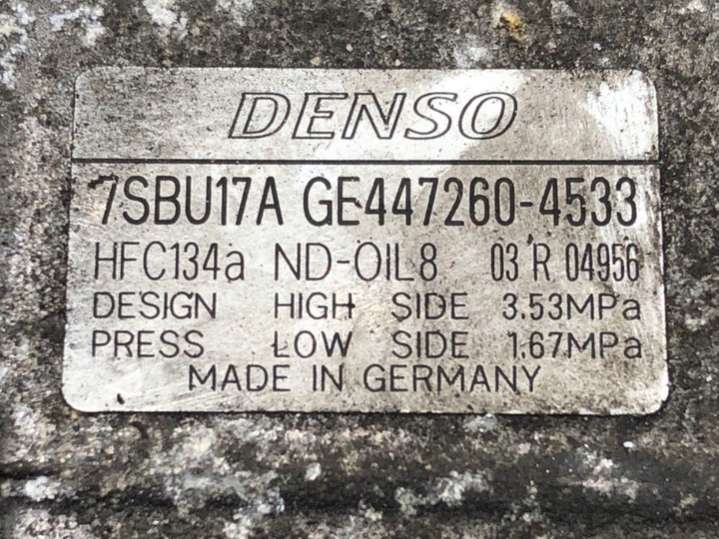 DENSO
7SBU17A GE447260-4533
HFC134a ND-OIL8 03 R 04956
DESIGN HIGH SIDE 3.53MPa
PRESS LOW SIDE 1.67MPa
MADE IN GERMANY